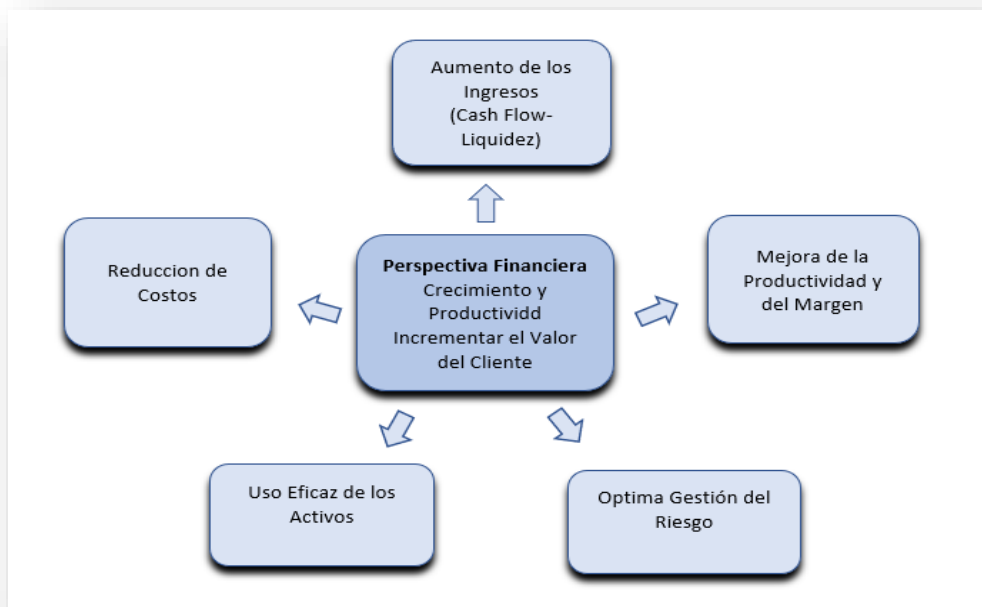 Aumento de los
Ingresos
(Cash Flow-
Liquidez)
Reduccion de
Costos
Perspectiva Financiera
Crecimiento y
Productividd
Incrementar el Valor
del Cliente
Mejora de la
Productividad y
del Margen
Uso Eficaz de los
Activos
Optima Gestión del
Riesgo